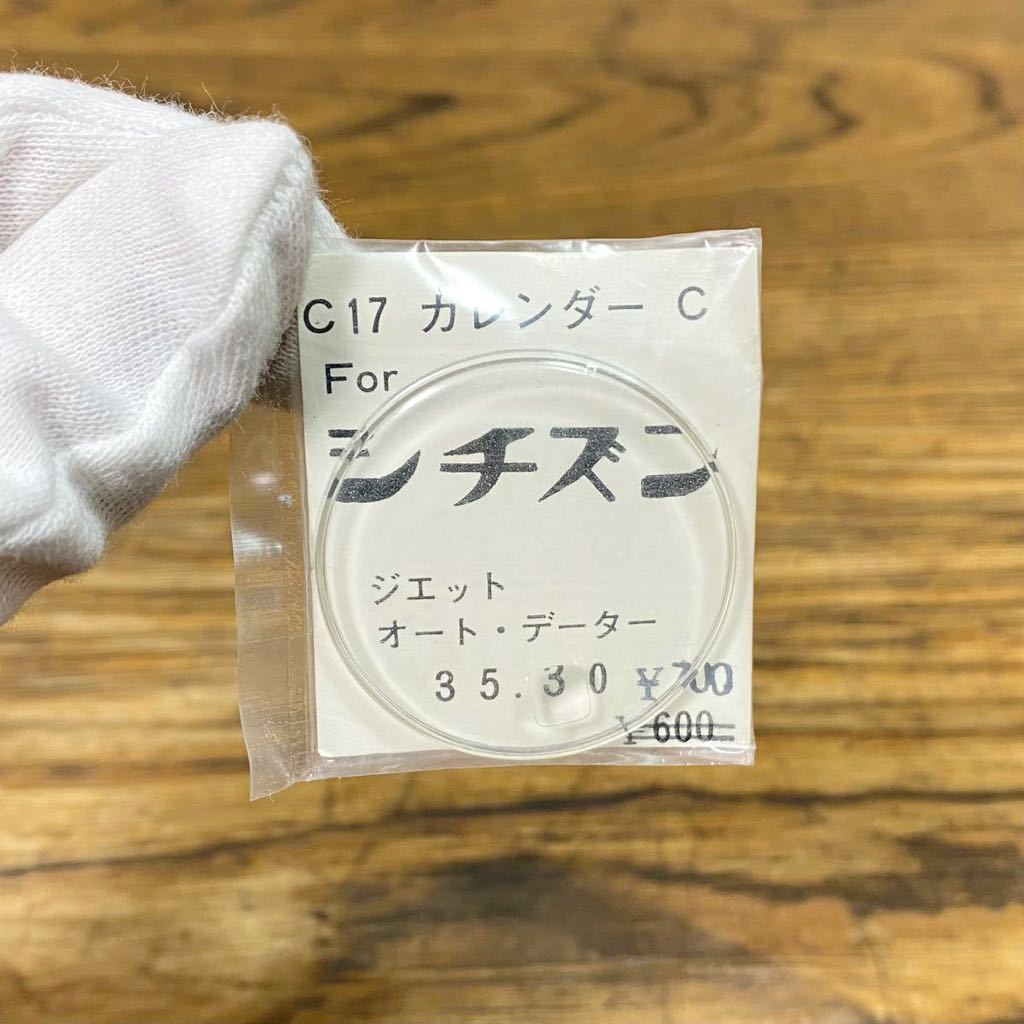 C17 カレンダー C
For
シチズン
ジエット
オート・データー
35.30 ¥700
¥600